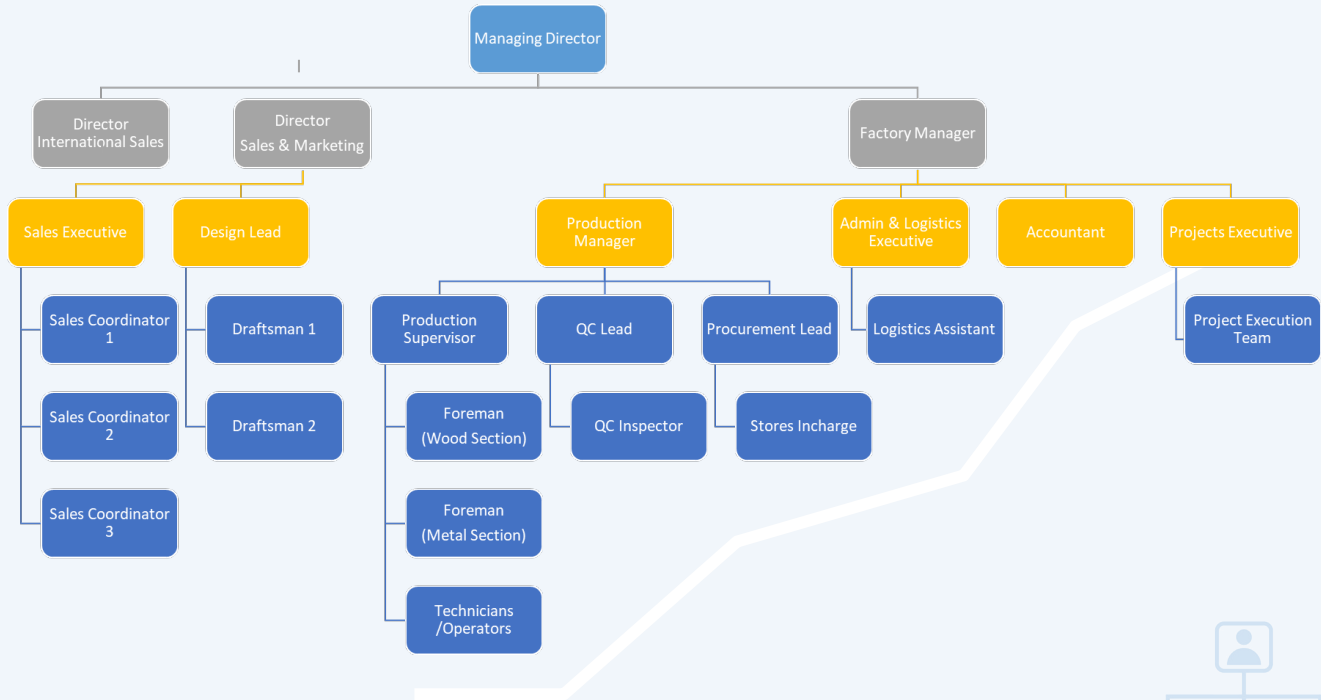 Managing Director
Director
International Sales
Director
Sales & Marketing
Factory Manager
Sales Executive
Design Lead
Production
Manager
Admin & Logistics
Executive
Accountant
Projects Executive
Sales Coordinator
1
Draftsman 1
Production
Supervisor
QC Lead
Procurement Lead
Logistics Assistant
Project Execution
Team
Sales Coordinator
2
Draftsman 2
Foreman
(Wood Section)
QC Inspector
Stores Incharge
Sales Coordinator
3
Foreman
(Metal Section)
Technicians
/Operators